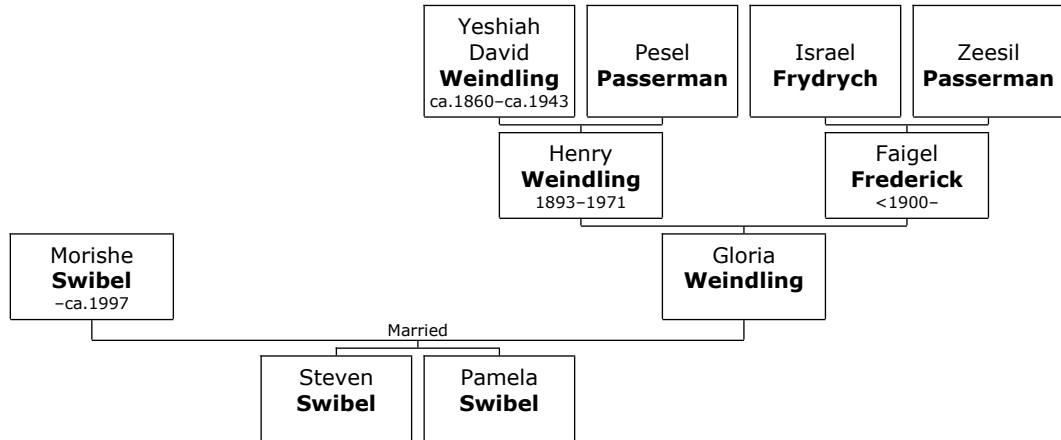 Yeshiah
David
Weindling
ca.1860–ca.1943
Pesel
Passerman
Israel
Frydrych
Zeesil
Passerman
Henry
Weindling
1893–1971
Faigel
Frederick
<1900–
Morishe
Swibel
–ca.1997
Gloria
Weindling
Married
Steven
Swibel
Pamela
Swibel